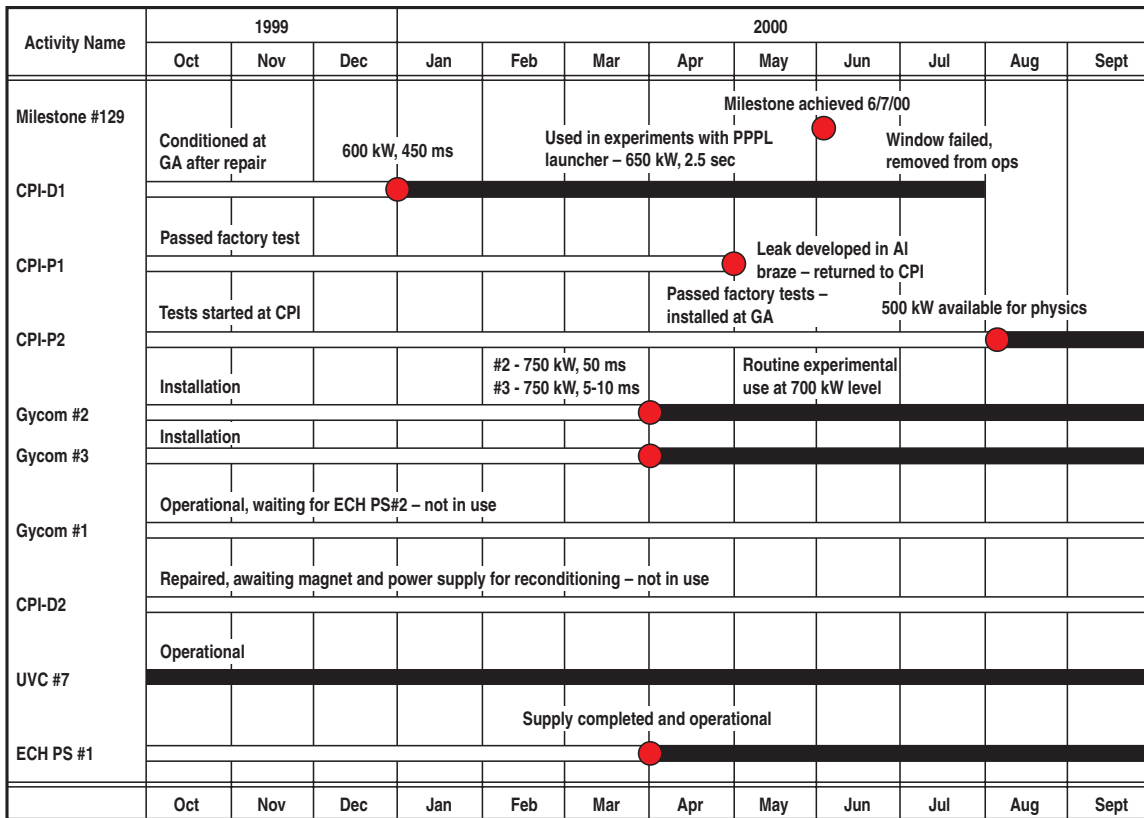 Activity Name
1999
2000
Oct Nov Dec Jan Feb Mar Apr May Jun Jul Aug Sept
Milestone #129
Milestone achieved 6/7/00
Conditioned at
GA after repair
600 kW, 450 ms
Used in experiments with PPPL
launcher – 650 kW, 2.5 sec
Window failed,
removed from ops
CPI-D1
Passed factory test
CPI-P1
Leak developed in Al
braze – returned to CPI
Tests started at CPI
Passed factory tests –
installed at GA
500 kW available for physics
CPI-P2
Installation
#2 - 750 kW, 50 ms
#3 - 750 kW, 5-10 ms
Routine experimental
use at 700 kW level
Gycom #2
Installation
Gycom #3
Operational, waiting for ECH PS#2 – not in use
Gycom #1
Repaired, awaiting magnet and power supply for reconditioning – not in use
CPI-D2
Operational
UVC #7
Supply completed and operational
ECH PS #1
Oct Nov Dec Jan Feb Mar Apr May Jun Jul Aug Sept